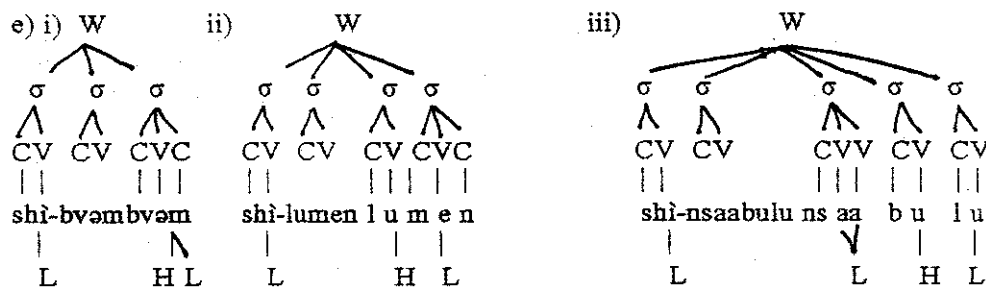 e) i) W ii) W iii) W
σ σ σ σ σ σ σ σ σ σ σ σ
CV CV CVC CV CV CV CVC CV CV CVV CV CV
shì-bvəmbvəm shì-lumen l u m e n shì-nsaabulu ns aa b u l u
L H L L H L L L H L